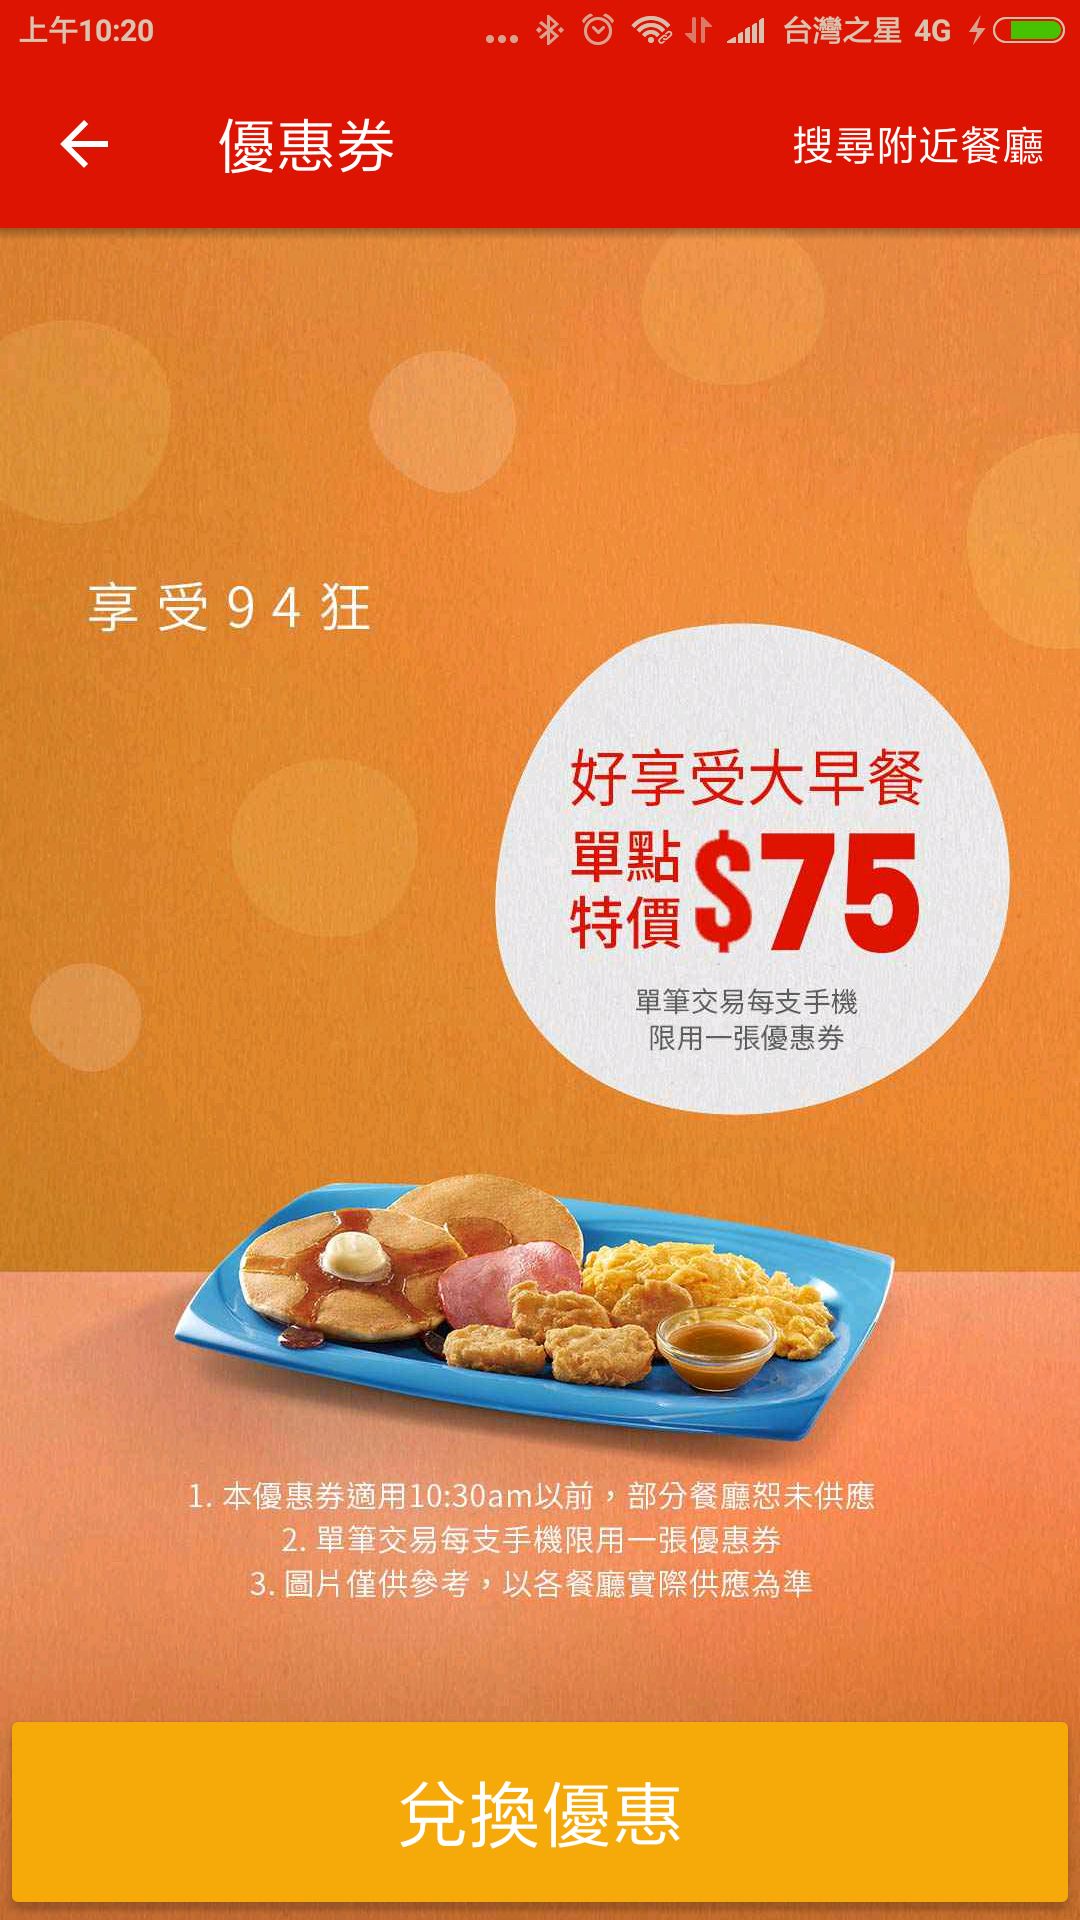 上午10:20
台灣之星 4G
優惠券
搜尋附近餐廳
享受94狂
好享受大早餐
單點
特價 $75
單筆交易每支手機
限用一張優惠券
1. 本優惠券適用10:30am以前，部分餐廳恕未供應
2. 單筆交易每支手機限用一張優惠券
3. 圖片僅供參考，以各餐廳實際供應為準
兌換優惠